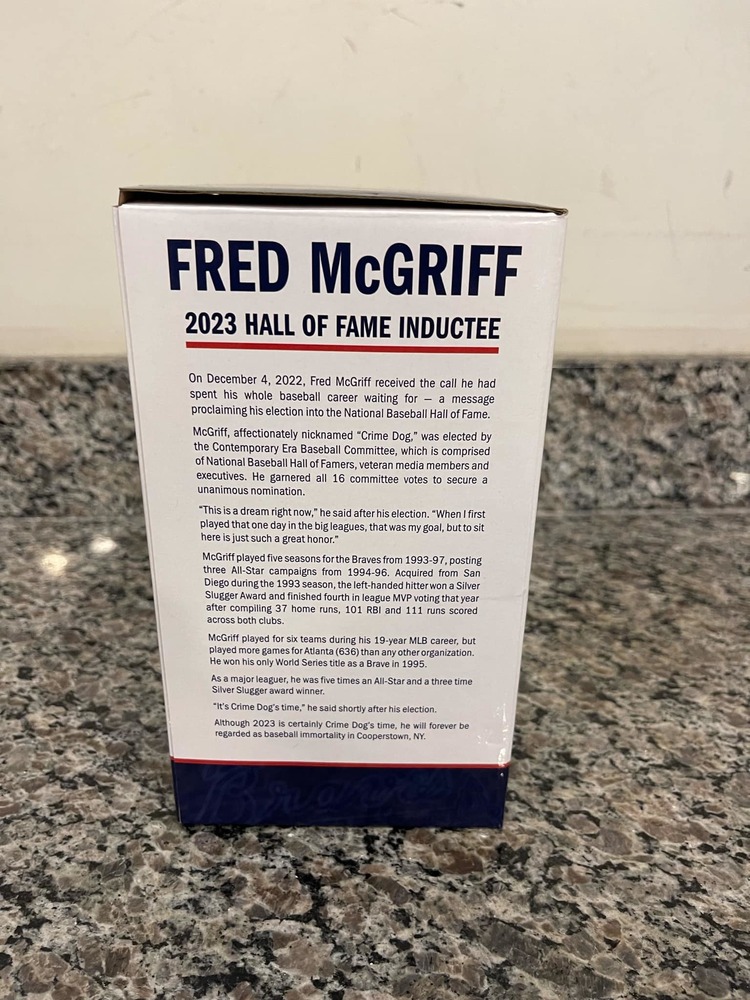 FRED McGRIFF
2023 HALL OF FAME INDUCTEE
On December 4, 2022, Fred McGriff received the call he had
spent his whole baseball career waiting for — a message
proclaiming his election into the National Baseball Hall of Fame.
McGriff, affectionately nicknamed “Crime Dog,” was elected by
the Contemporary Era Baseball Committee, which is comprised
of National Baseball Hall of Famers, veteran media members and
executives. He garnered all 16 committee votes to secure a
unanimous nomination.
“This is a dream right now,” he said after his election. “When I first
played that one day in the big leagues, that was my goal, but to sit
here is just such a great honor.”
McGriff played five seasons for the Braves from 1993-97, posting
three All-Star campaigns from 1994-96. Acquired from San
Diego during the 1993 season, the left-handed hitter won a Silver
Slugger Award and finished fourth in league MVP voting that year
after compiling 37 home runs, 101 RBI and 111 runs scored
across both clubs.
McGriff played for six teams during his 19-year MLB career, but
played more games for Atlanta (636) than any other organization.
He won his only World Series title as a Brave in 1995.
As a major leaguer, he was five times an All-Star and a three time
Silver Slugger award winner.
“It's Crime Dog's time,” he said shortly after his election.
Although 2023 is certainly Crime Dog's time, he will forever be
regarded as baseball immortality in Cooperstown, NY.